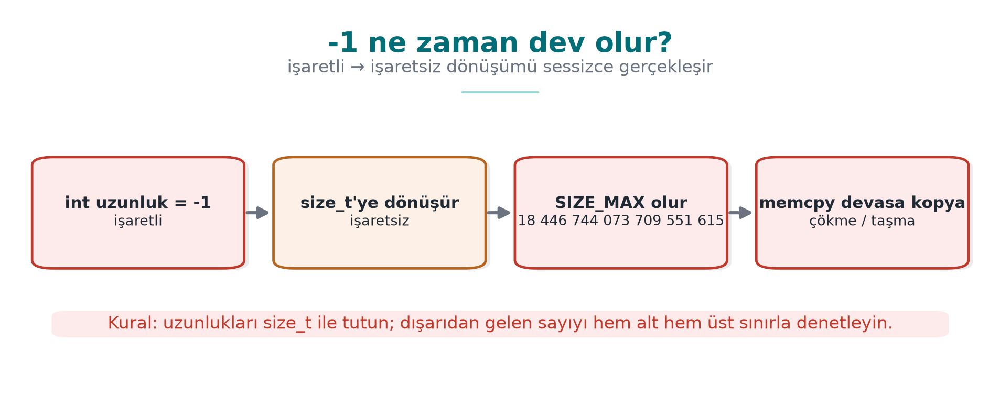 -1 ne zaman dev olur?
işaretli → işaretsiz dönüşümü sessizce gerçekleşir
int uzunluk = -1
işaretli
size_t'ye dönüşür
işaretsiz
SIZE_MAX olur
18 446 744 073 709 551 615
memcpy devasa kopya
çökme / taşma
Kural: uzunlukları size_t ile tutun; dışarıdan gelen sayıyı hem alt hem üst sınırla denetleyin.